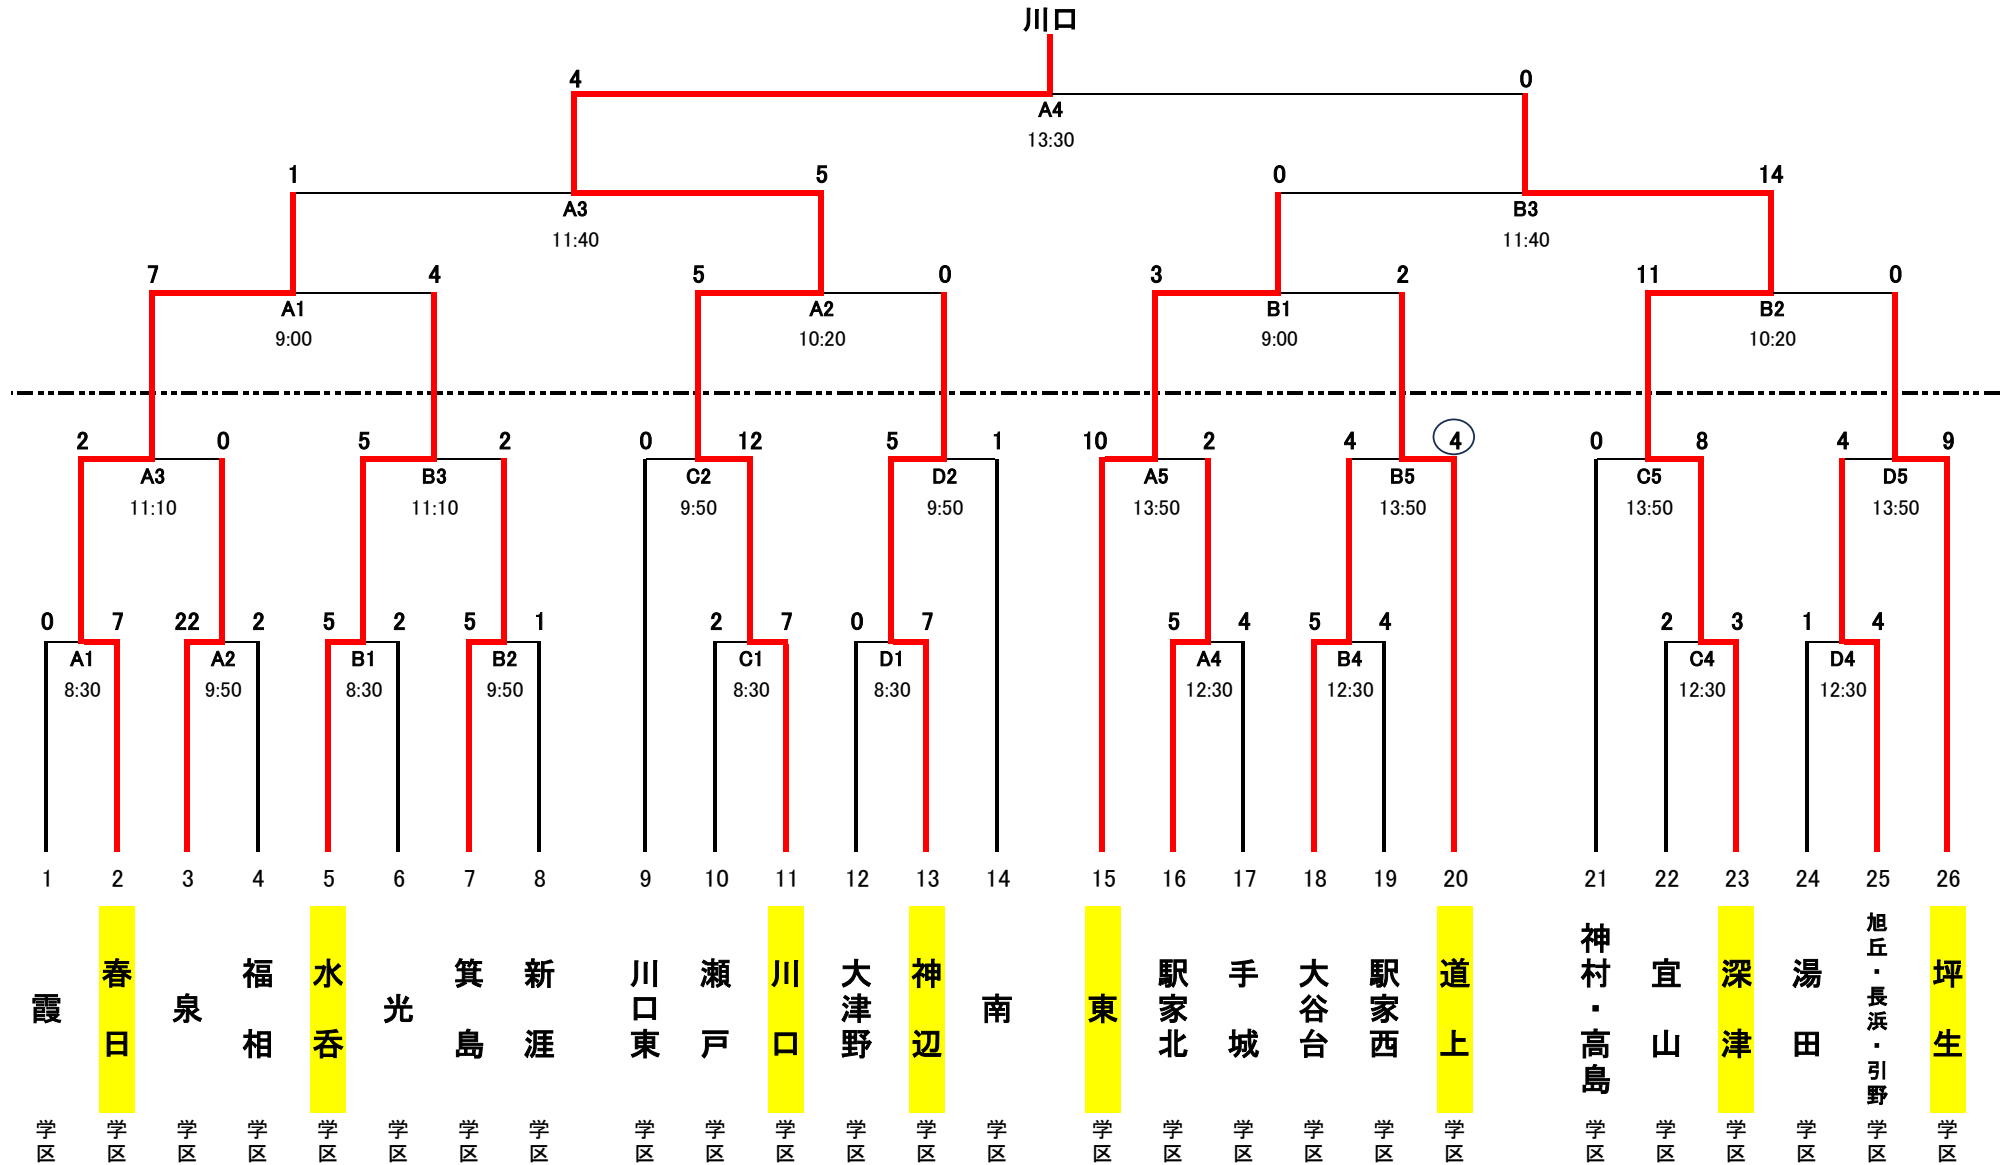 川口
4 0
A4
13:30
1 5 0 14
A3 B3
11:40 11:40
7 4 5 0 3 2 11 0
A1 A2 B1 B2
9:00 10:20 9:00 10:20
2 0 5 2 0 12 5 1 10 2 4 4 0 8 4 9
A3 B3 C2 D2 A5 B5 C5 D5
11:10 11:10 9:50 9:50 13:50 13:50 13:50 13:50
0 7 22 2 5 2 5 1 2 7 0 7 5 4 5 4 2 3 1 4
A1 A2 B1 B2 C1 D1 A4 B4 C4 D4
8:30 9:50 8:30 9:50 8:30 8:30 12:30 12:30 12:30 12:30
1 2 3 4 5 6 7 8 9 10 11 12 13 14 15 16 17 18 19 20 21 22 23 24 25 26
霞
春日
泉
福相
水呑
光
箕島
新涯
川口東
瀬戸
川口
大津野
神辺
南
東
駅家北
手城
大谷台
駅家西
道上
神村・高島
宜山
深津
湯田
旭丘・長浜・引野
坪生
学区 学区 学区 学区 学区 学区 学区 学区 学区 学区 学区 学区 学区 学区 学区 学区 学区 学区 学区 学区 学区 学区 学区 学区 学区 学区